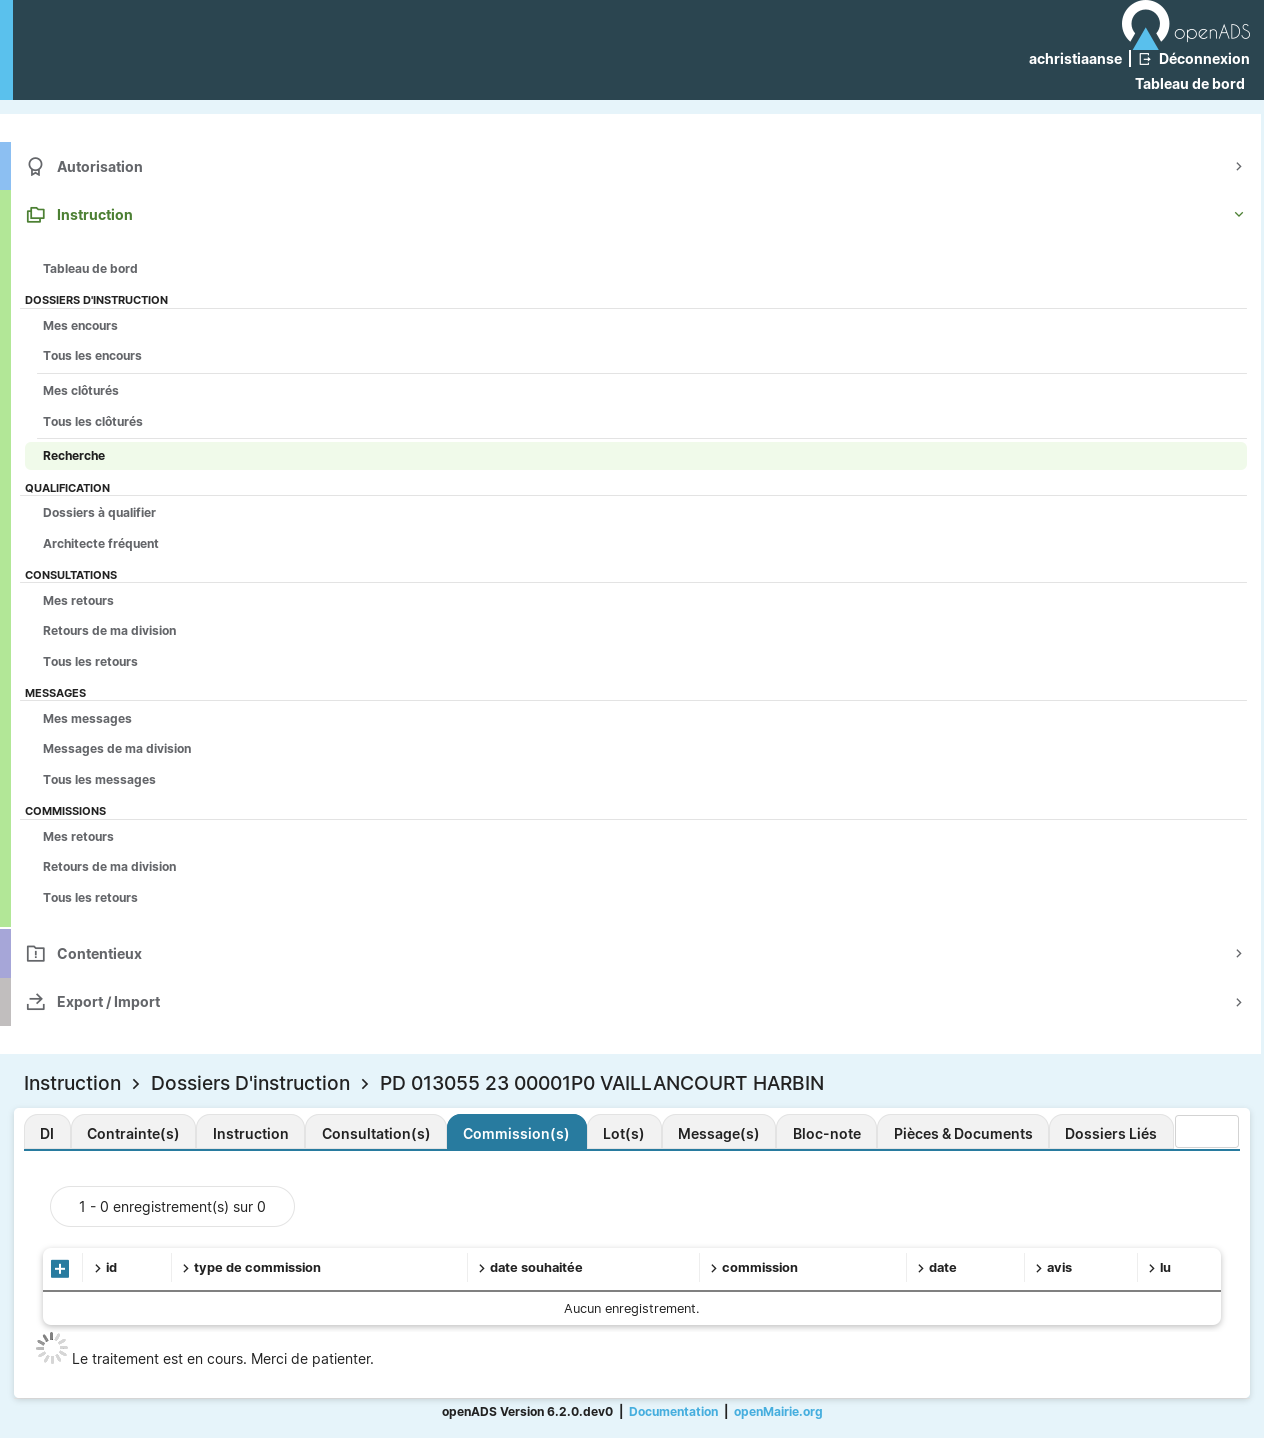 openADS
achristiaanse | Déconnexion
Tableau de bord
Autorisation
Instruction
Tableau de bord
DOSSIERS D'INSTRUCTION
Mes encours
Tous les encours
Mes clôturés
Tous les clôturés
Recherche
QUALIFICATION
Dossiers à qualifier
Architecte fréquent
CONSULTATIONS
Mes retours
Retours de ma division
Tous les retours
MESSAGES
Mes messages
Messages de ma division
Tous les messages
COMMISSIONS
Mes retours
Retours de ma division
Tous les retours
Contentieux
Export / Import
Instruction > Dossiers D'instruction > PD 013055 23 00001P0 VAILLANCOURT HARBIN
DI Contrainte(s) Instruction Consultation(s) Commission(s) Lot(s) Message(s) Bloc-note Pièces & Documents Dossiers Liés
1 - 0 enregistrement(s) sur 0
id type de commission date souhaitée commission date avis lu
Aucun enregistrement.
Le traitement est en cours. Merci de patienter.
openADS Version 6.2.0.dev0 | Documentation | openMairie.org